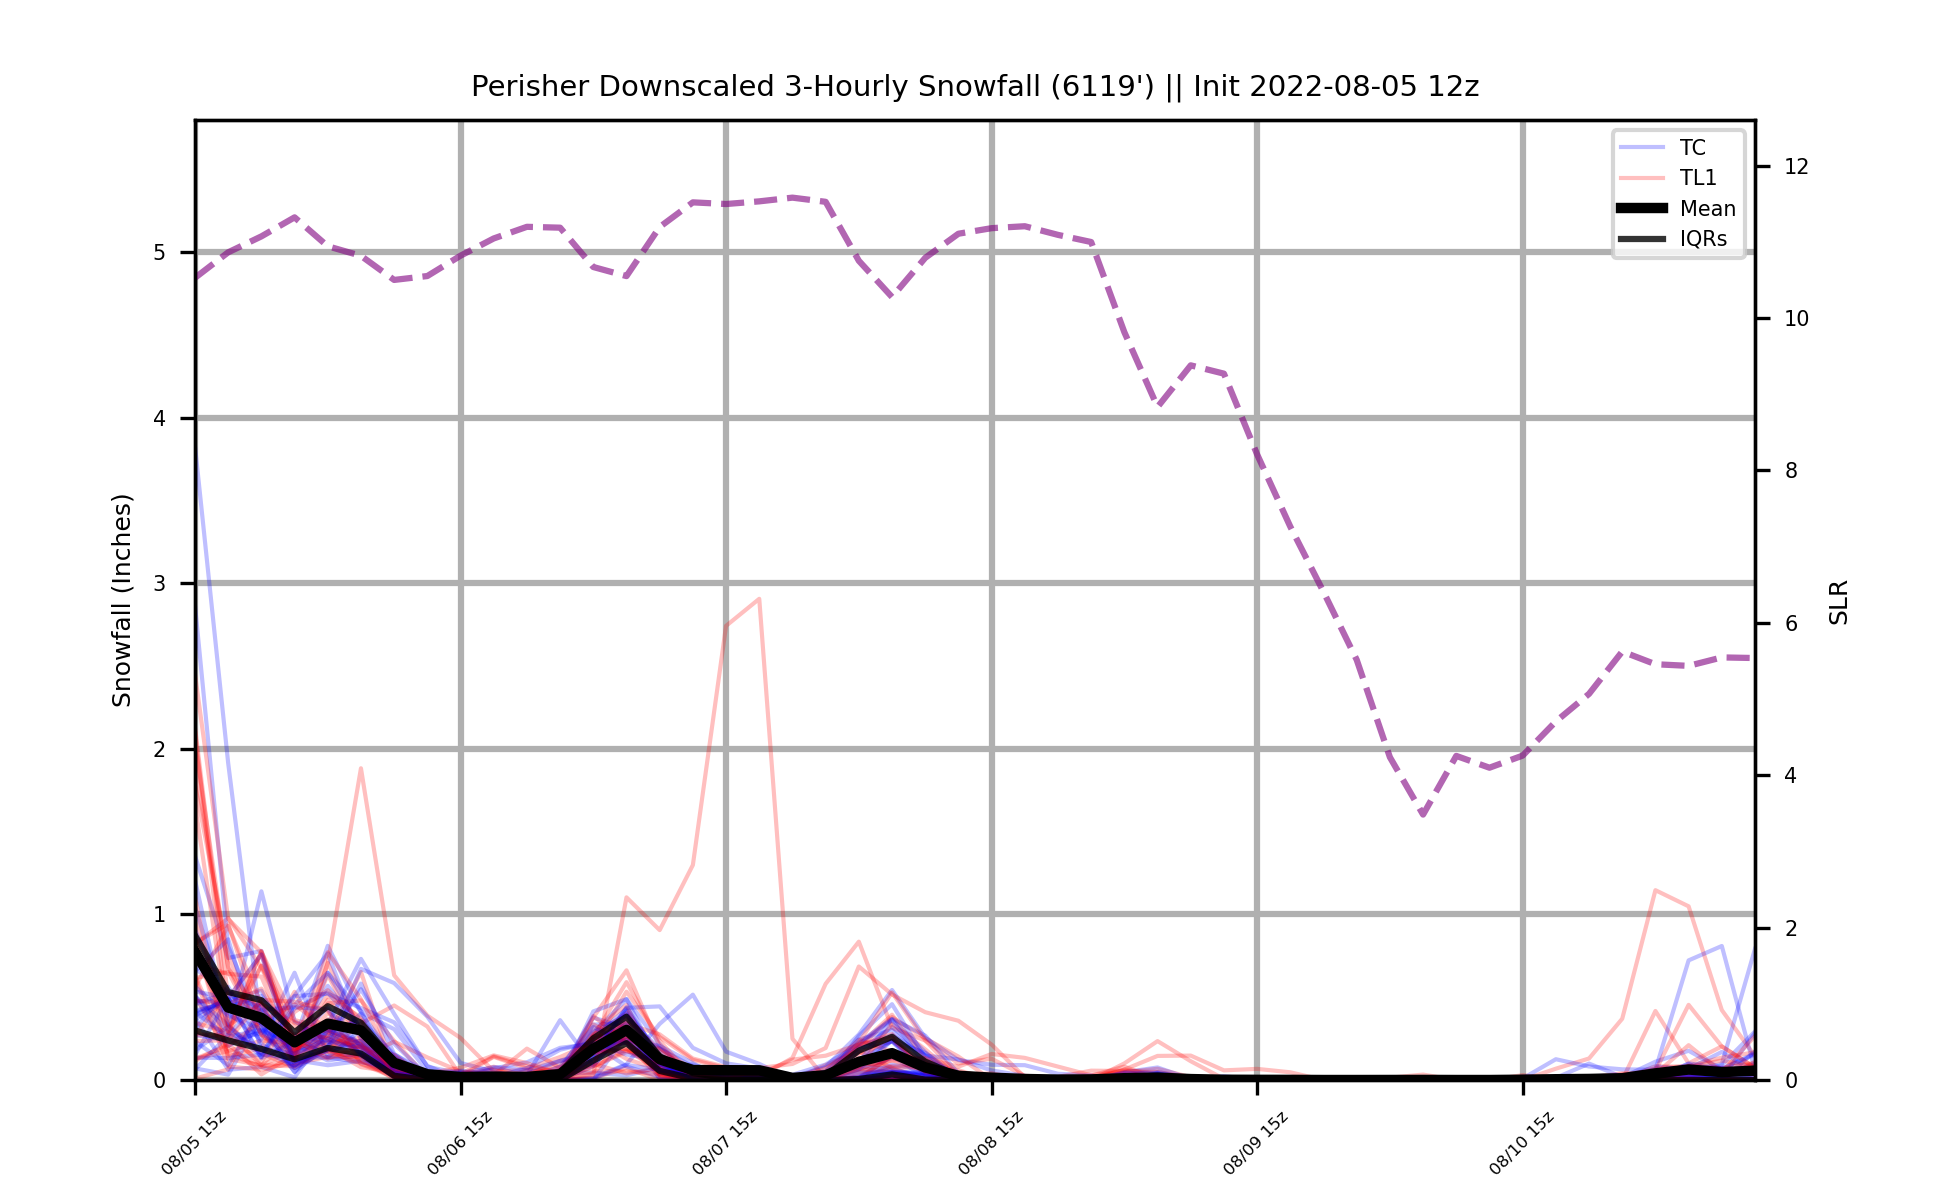 Perisher Downscaled 3-Hourly Snowfall (6119') || Init 2022-08-05 12z
TC
TL1
Mean
IQRs
Snowfall (Inches)
5
4
3
2
1
0
12
10
8
6
4
2
0
SLR
08/05 15z
08/06 15z
08/07 15z
08/08 15z
08/09 15z
08/10 15z